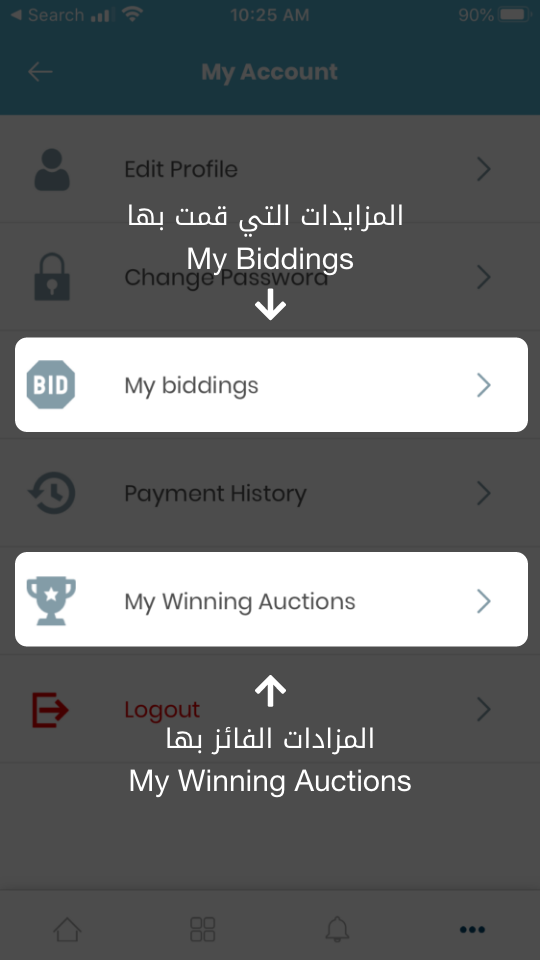 Search
10:25 AM
90%
My Account
Edit Profile
المزايدات التي قمت بها
My Biddings
Change Password
BID
My biddings
Payment History
My Winning Auctions
Logout
المزادات الفائز بها
My Winning Auctions